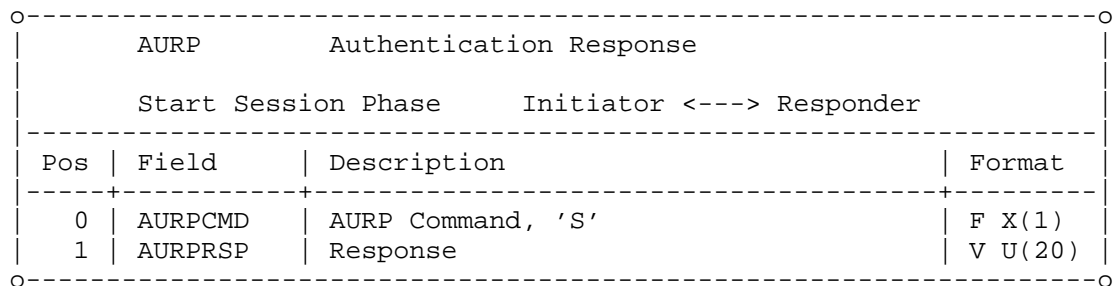 o-------------------------------------------------------------------o
|       AURP        Authentication Response                         |
|                                                                   |
|       Start Session Phase     Initiator <---> Responder           |
|-------------------------------------------------------------------|
| Pos | Field     | Description                           | Format  |
|-----+-----------+---------------------------------------+---------|
|   0 | AURPCMD   | AURP Command, ’S’                     | F X(1)  |
|   1 | AURPRSP   | Response                              | V U(20) |
o-------------------------------------------------------------------o